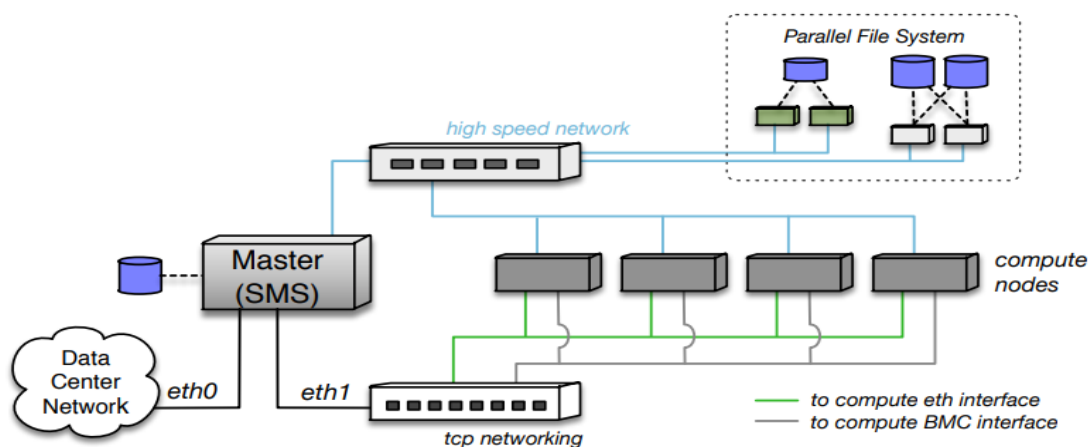 Parallel File System
high speed network
Master
(SMS)
compute
nodes
Data
Center
Network
eth0
eth1
tcp networking
to compute eth interface
to compute BMC interface